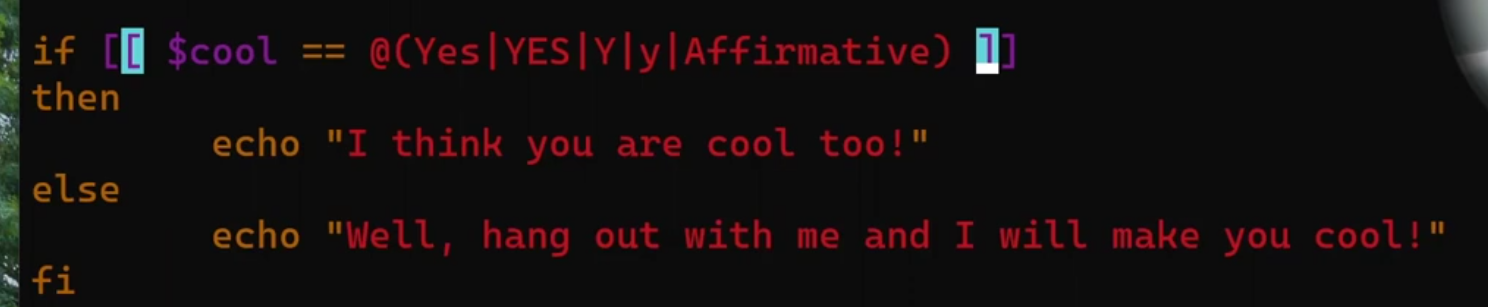 if [[ $cool == @(Yes|YES|Y|y|Affirmative) ]]
then
        echo "I think you are cool too!"
else
        echo "Well, hang out with me and I will make you cool!"
fi